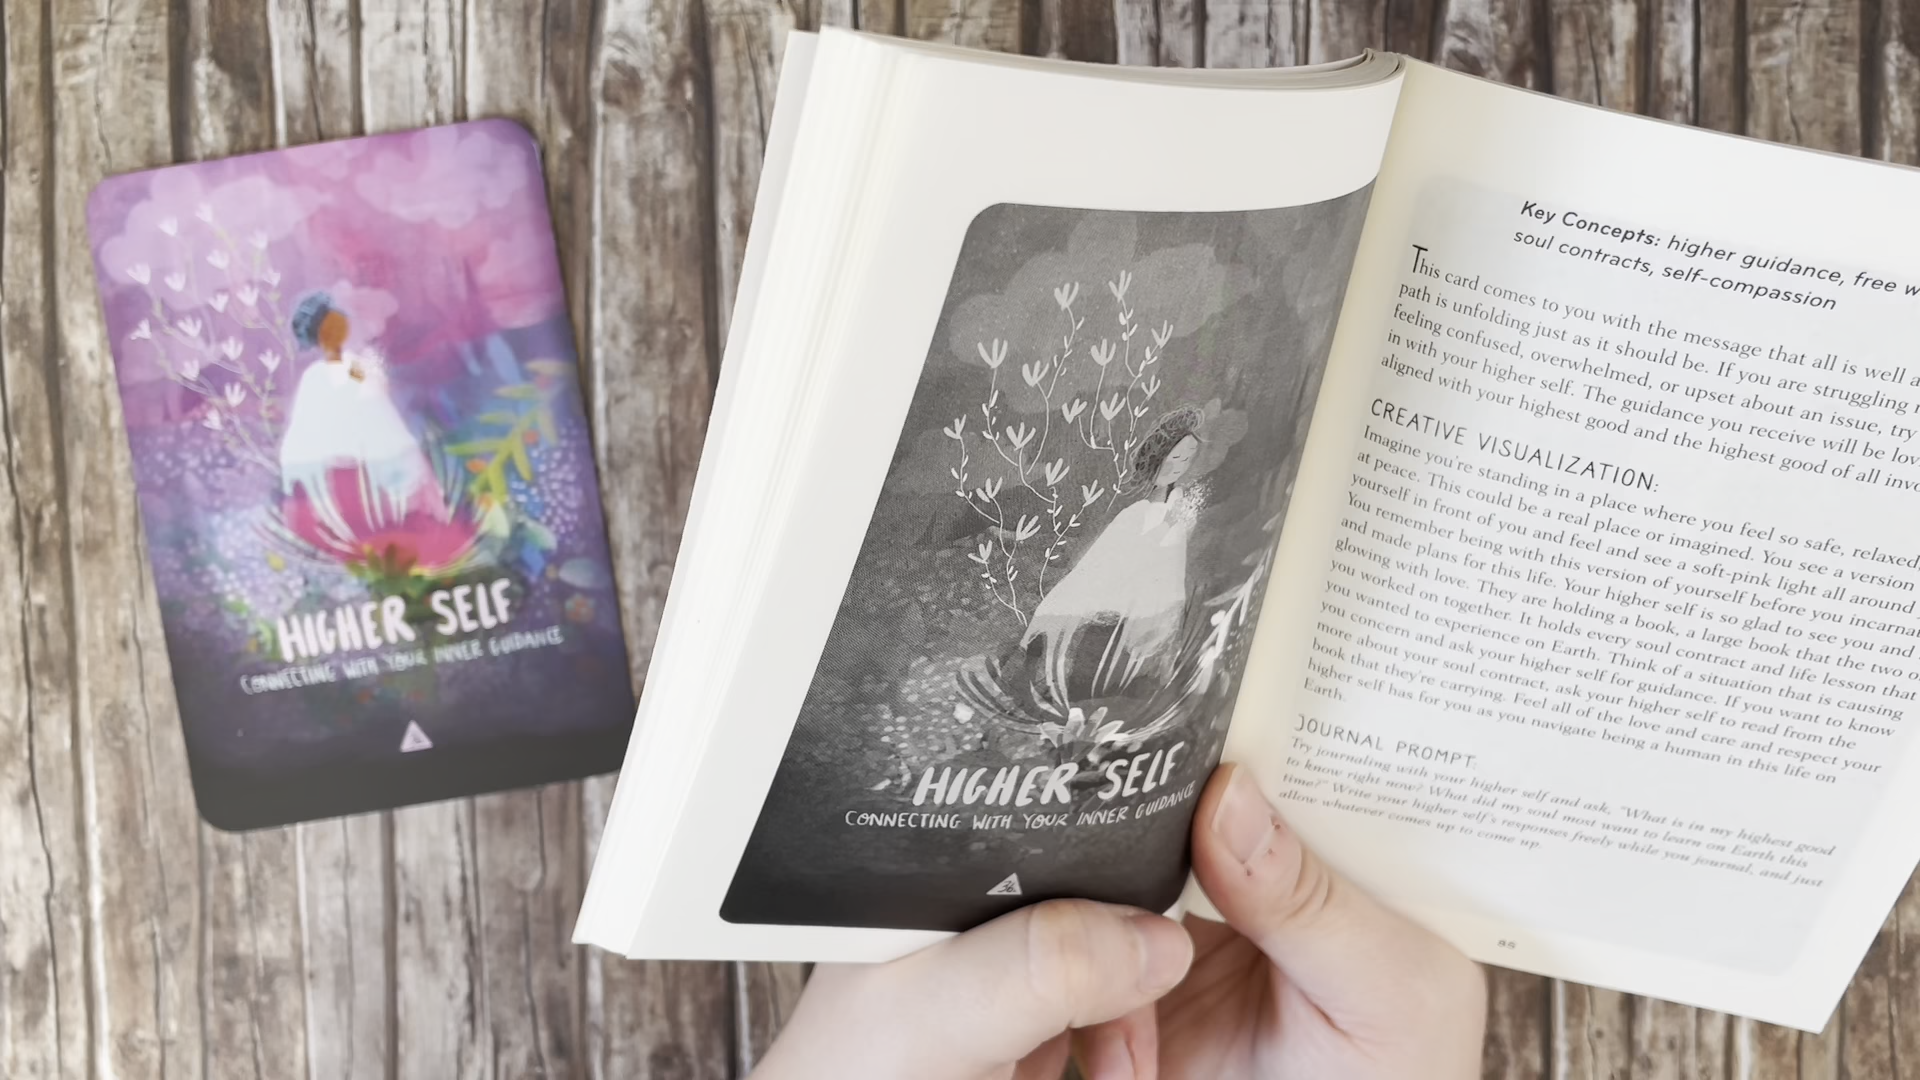 HIGHER SELF
CONNECTING WITH YOUR INNER GUIDANCE
HIGHER SELF
CONNECTING WITH YOUR INNER GUIDANCE
36
Key Concepts: higher guidance, free w
soul contracts, self-compassion
This card comes to you with the message that all is well a
path is unfolding just as it should be. If you are struggling
feeling confused, overwhelmed, or upset about an issue, try
in with your higher self. The guidance you receive will be lov
aligned with your highest good and the highest good of all invo
CREATIVE VISUALIZATION:
Imagine you're standing in a place where you feel so safe, relaxed,
at peace. This could be a real place or imagined. You see a version
yourself in front of you and feel and see a soft-pink light all around
You remember being with this version of yourself before you incarnat
and made plans for this life. Your higher self is so glad to see you and
glowing with love. They are holding a book, a large book that the two o
you worked on together. It holds every soul contract and life lesson that
you wanted to experience on Earth. Think of a situation that is causing
you concern and ask your higher self for guidance. If you want to know
more about your soul contract, ask your higher self to read from the
book that they're carrying. Feel all of the love and care and respect your
higher self has for you as you navigate being a human in this life on
Earth.
JOURNAL PROMPT:
Try journaling with your higher self and ask, "What is in my highest good
to know right now? What did my soul most want to learn on Earth this
time?" Write your higher self's responses freely while you journal, and just
allow whatever comes up to come up.